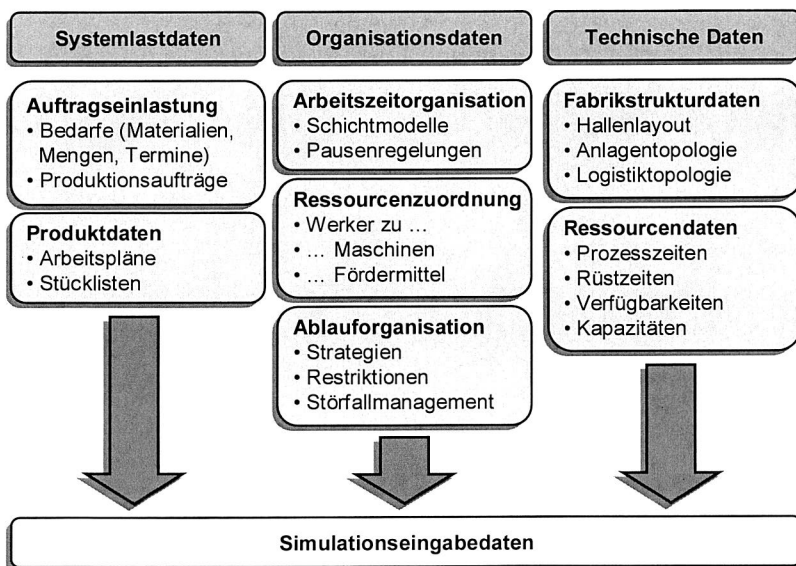 Systemlastdaten
Auftragseinlastung
• Bedarfe (Materialien,
Mengen, Termine)
• Produktionsaufträge
Produktdaten
• Arbeitspläne
• Stücklisten
Organisationsdaten
Arbeitszeitorganisation
• Schichtmodelle
• Pausenregelungen
Ressourcenzuordnung
• Werker zu ...
• ... Maschinen
• ... Fördermittel
Ablauforganisation
• Strategien
• Restriktionen
• Störfallmanagement
Technische Daten
Fabrikstrukturdaten
• Hallenlayout
• Anlagentopologie
• Logistiktopologie
Ressourcendaten
• Prozesszeiten
• Rüstzeiten
• Verfügbarkeiten
• Kapazitäten
Simulationseingabedaten